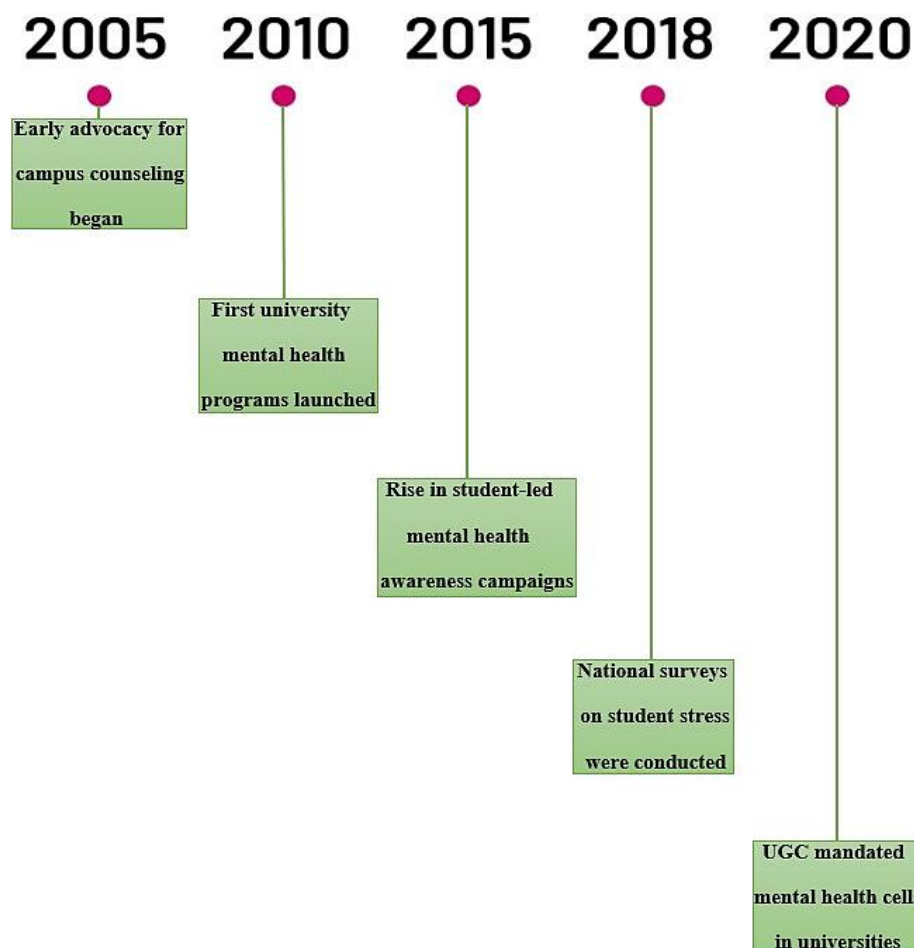 2005 2010 2015 2018 2020
Early advocacy for
campus counseling
began
First university
mental health
programs launched
Rise in student-led
mental health
awareness campaigns
National surveys
on student stress
were conducted
UGC mandated
mental health cells
in universities